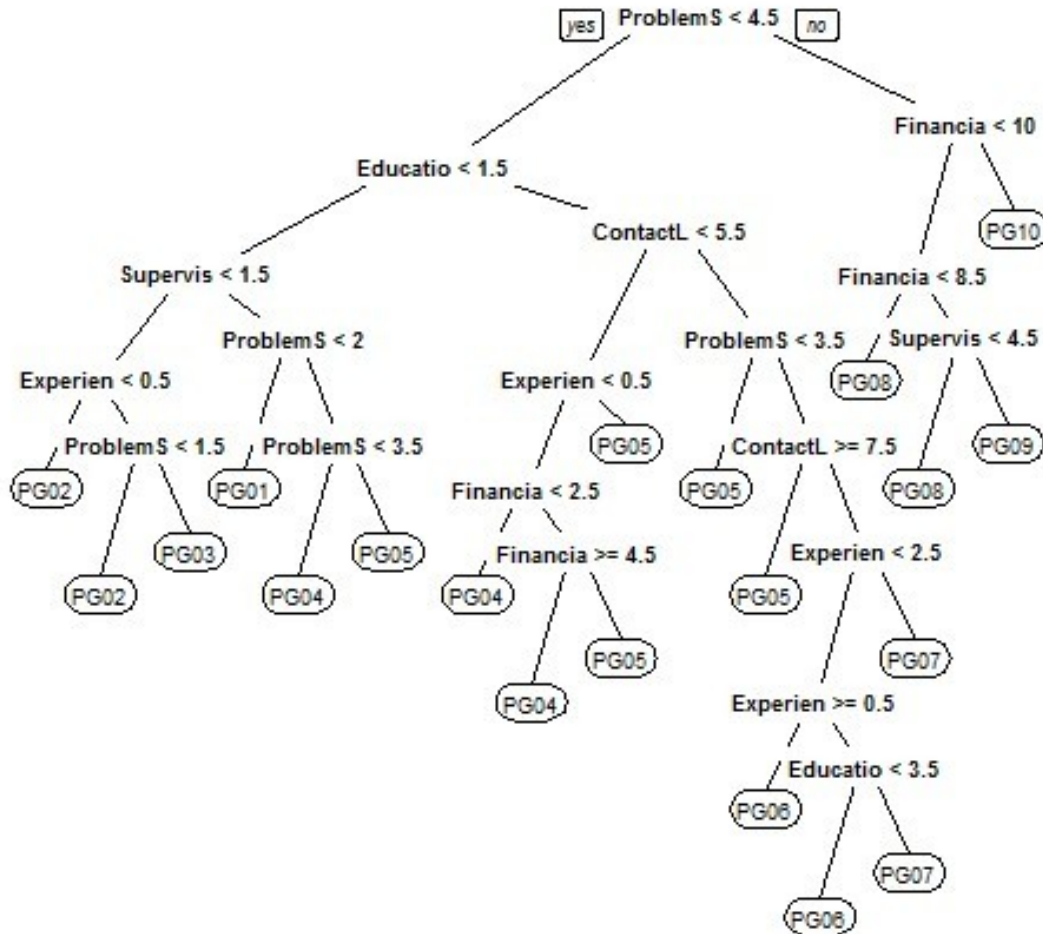 yes ProblemS < 4.5 no
Financia < 10
Educatio < 1.5
ContactL < 5.5
PG10
Supervis < 1.5
Financia < 8.5
ProblemS < 2
ProblemS < 3.5
Supervis < 4.5
Experien < 0.5
Experien < 0.5
PG08
ProblemS < 1.5
ProblemS < 3.5
PG05
ContactL >= 7.5
PG09
PG02
PG01
Financia < 2.5
PG05
PG08
PG03
PG05
Financia >= 4.5
Experien < 2.5
PG02
PG04
PG04
PG05
PG05
PG07
PG04
Experien >= 0.5
Educatio < 3.5
PG06
PG07
PG06